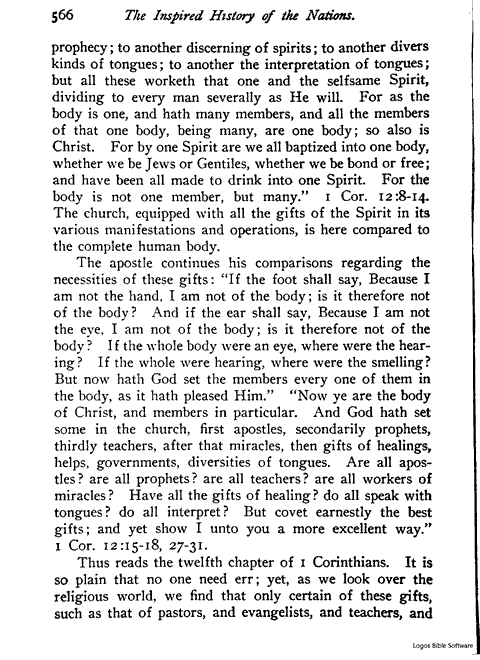 566 The Inspired History of the Nations.
prophecy; to another discerning of spirits; to another divers
kinds of tongues; to another the interpretation of tongues;
but all these worketh that one and the selfsame Spirit,
dividing to every man severally as He will. For as the
body is one, and hath many members, and all the members
of that one body, being many, are one body; so also is
Christ. For by one Spirit are we all baptized into one body,
whether we be Jews or Gentiles, whether we be bond or free;
and have been all made to drink into one Spirit. For the
body is not one member, but many." 1 Cor. 12:8-14.
The church, equipped with all the gifts of the Spirit in its
various manifestations and operations, is here compared to
the complete human body.
The apostle continues his comparisons regarding the
necessities of these gifts: "If the foot shall say, Because I
am not the hand, I am not of the body; is it therefore not
of the body? And if the ear shall say, Because I am not
the eye, I am not of the body; is it therefore not of the
body? If the whole body were an eye, where were the hear-
ing? If the whole were hearing, where were the smelling?
But now hath God set the members every one of them in
the body, as it hath pleased Him." "Now ye are the body
of Christ, and members in particular. And God hath set
some in the church, first apostles, secondarily prophets,
thirdly teachers, after that miracles, then gifts of healings,
helps, governments, diversities of tongues. Are all apos-
tles? are all prophets? are all teachers? are all workers of
miracles? Have all the gifts of healing? do all speak with
tongues? do all interpret? But covet earnestly the best
gifts; and yet show I unto you a more excellent way."
1 Cor. 12:15-18, 27-31.
Thus reads the twelfth chapter of 1 Corinthians. It is
so plain that no one need err; yet, as we look over the
religious world, we find that only certain of these gifts,
such as that of pastors, and evangelists, and teachers, and
Logos Bible Software